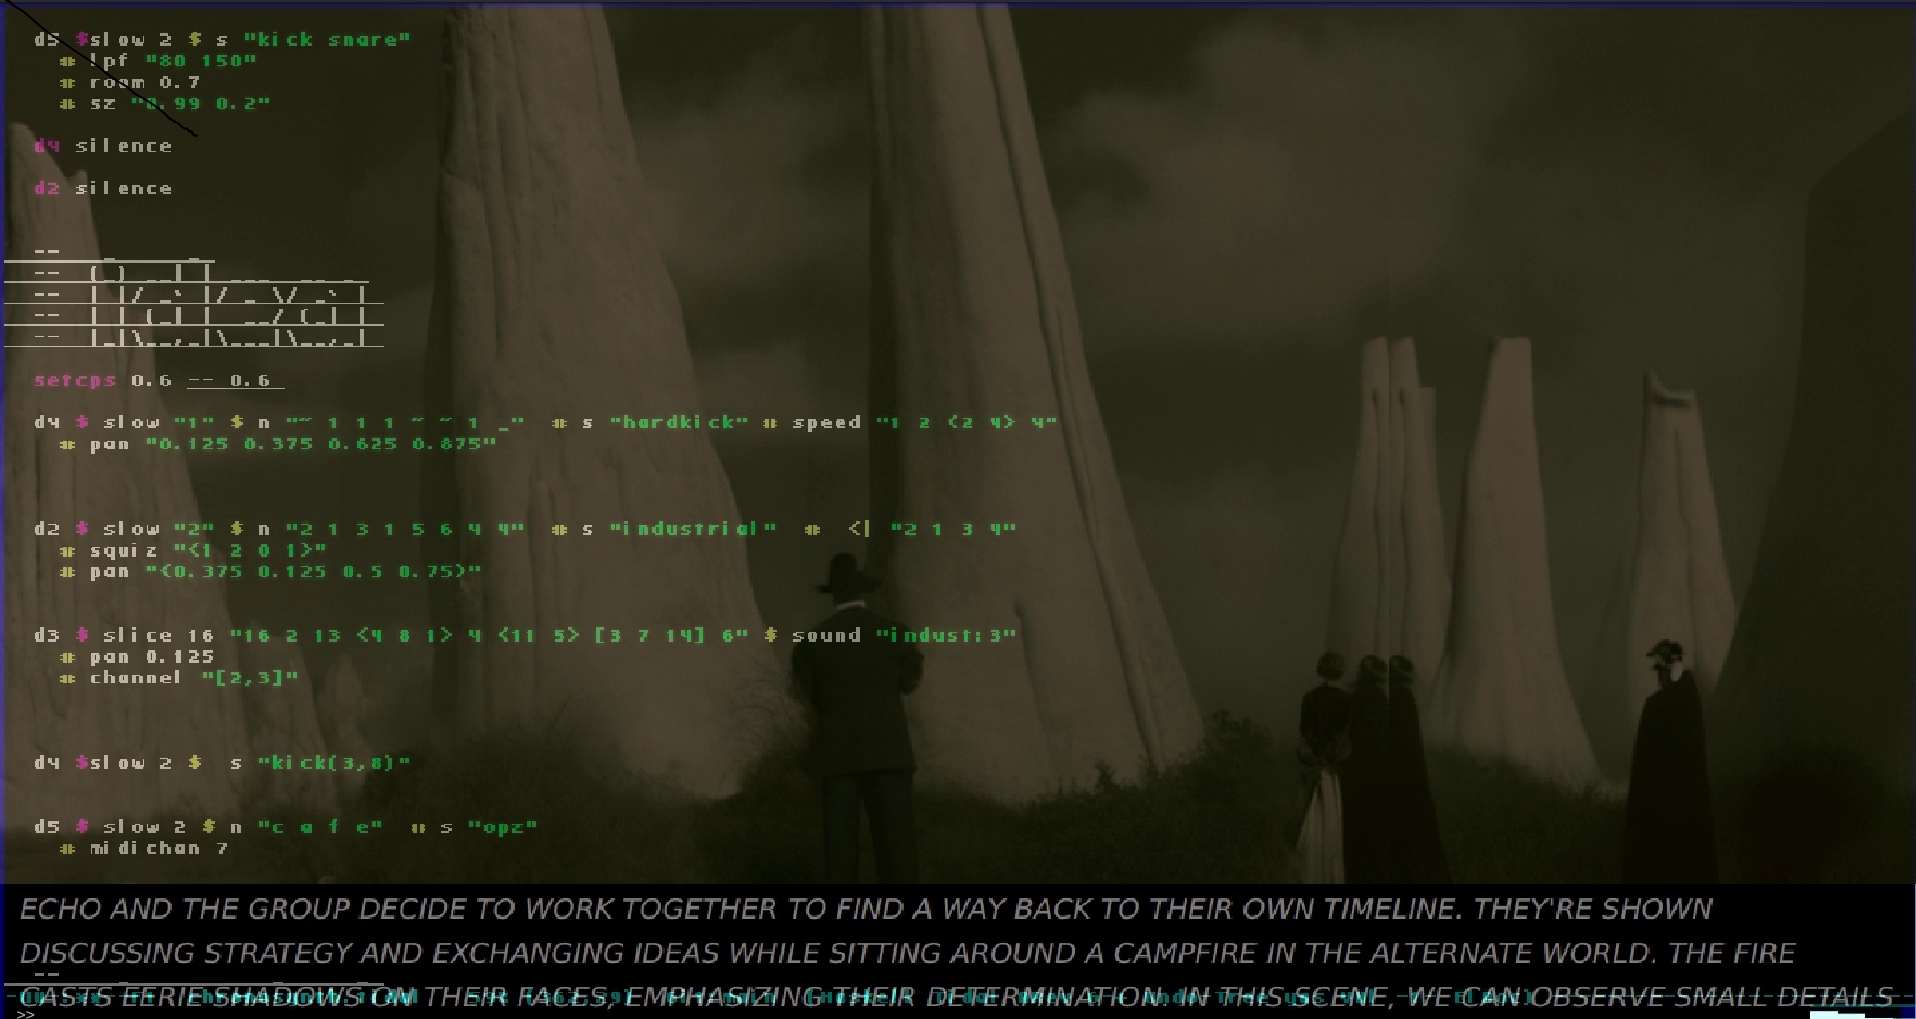 d5 $slow 2 $ s "kick snare"
# lpf "80 150"
# room 0.7
# sz "0.99 0.2"
d4 silence
d2 silence
--
--
--
--
--
setcps 0.6 -- 0.6
d4 $ slow "1" $ n "~ 1 1 1 ~ ~ 1 _" # s "hardkick" # speed "1 2 <2 4> 4"
# pan "0.125 0.375 0.625 0.875"
d2 $ slow "2" $ n "2 1 3 1 5 6 4 4" # s "industrial" # <| "2 1 3 4"
# squiz "<1 2 0 1>"
# pan "<0.375 0.125 0.5 0.75>"
d3 $ slice 16 "16 2 13 <4 8 1> 4 <11 5> [3 7 14] 6" $ sound "indust:3"
# pan 0.125
# channel "[2,3]"
d4 $slow 2 $ s "kick(3,8)"
d5 $ slow 2 $ n "c a f e" # s "opz"
# midichan 7
ECHO AND THE GROUP DECIDE TO WORK TOGETHER TO FIND A WAY BACK TO THEIR OWN TIMELINE. THEY'RE SHOWN
DISCUSSING STRATEGY AND EXCHANGING IDEAS WHILE SITTING AROUND A CAMPFIRE IN THE ALTERNATE WORLD. THE FIRE
--
CASTS EERIE SHADOWS ON THEIR FACES, EMPHASIZING THEIR DETERMINATION. IN THIS SCENE, WE CAN OBSERVE SMALL DETAILS
>>